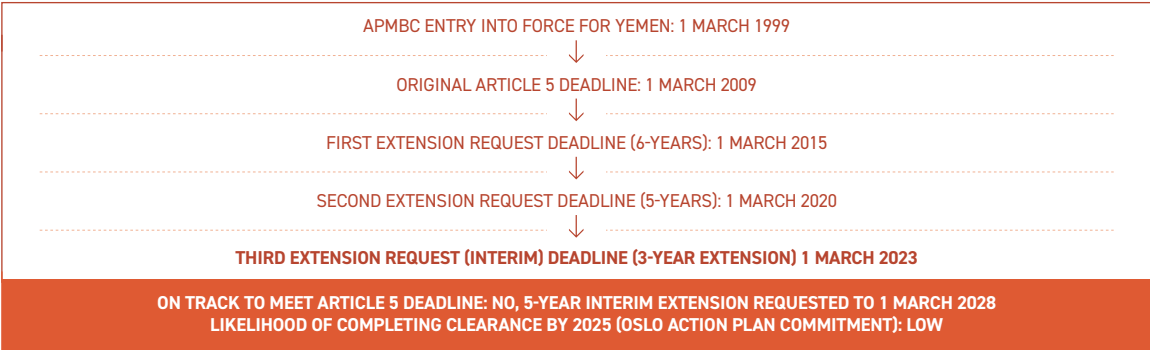 APMBC ENTRY INTO FORCE FOR YEMEN: 1 MARCH 1999
ORIGINAL ARTICLE 5 DEADLINE: 1 MARCH 2009
FIRST EXTENSION REQUEST DEADLINE (6-YEARS): 1 MARCH 2015
SECOND EXTENSION REQUEST DEADLINE (5-YEARS): 1 MARCH 2020
THIRD EXTENSION REQUEST (INTERIM) DEADLINE (3-YEAR EXTENSION) 1 MARCH 2023
ON TRACK TO MEET ARTICLE 5 DEADLINE: NO, 5-YEAR INTERIM EXTENSION REQUESTED TO 1 MARCH 2028
LIKELIHOOD OF COMPLETING CLEARANCE BY 2025 (OSLO ACTION PLAN COMMITMENT): LOW